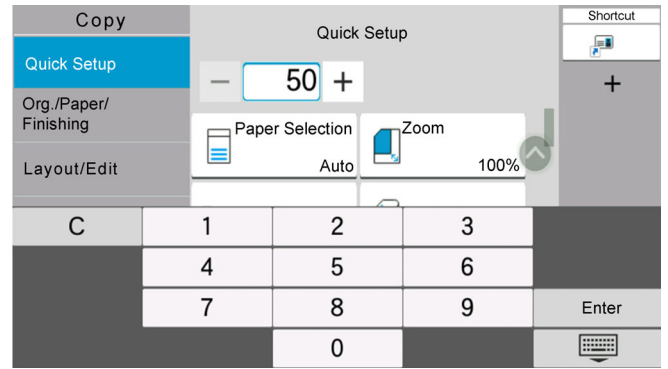 Copy
Quick Setup
Shortcut
Quick Setup
− 50 +
+
Org./Paper/
Finishing
Paper Selection
Auto
Zoom
100%
Layout/Edit
C
1 2 3
4 5 6
7 8 9
Enter
0